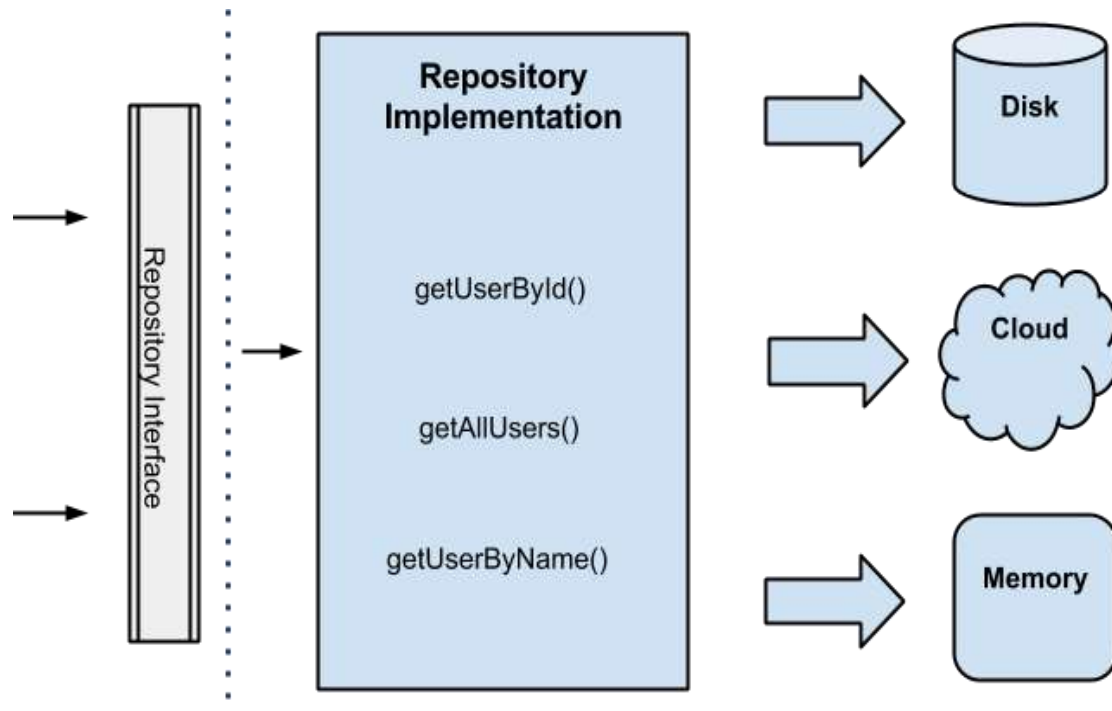 Repository Interface
Repository
Implementation
getUserById()
getAllUsers()
getUserByName()
Disk
Cloud
Memory